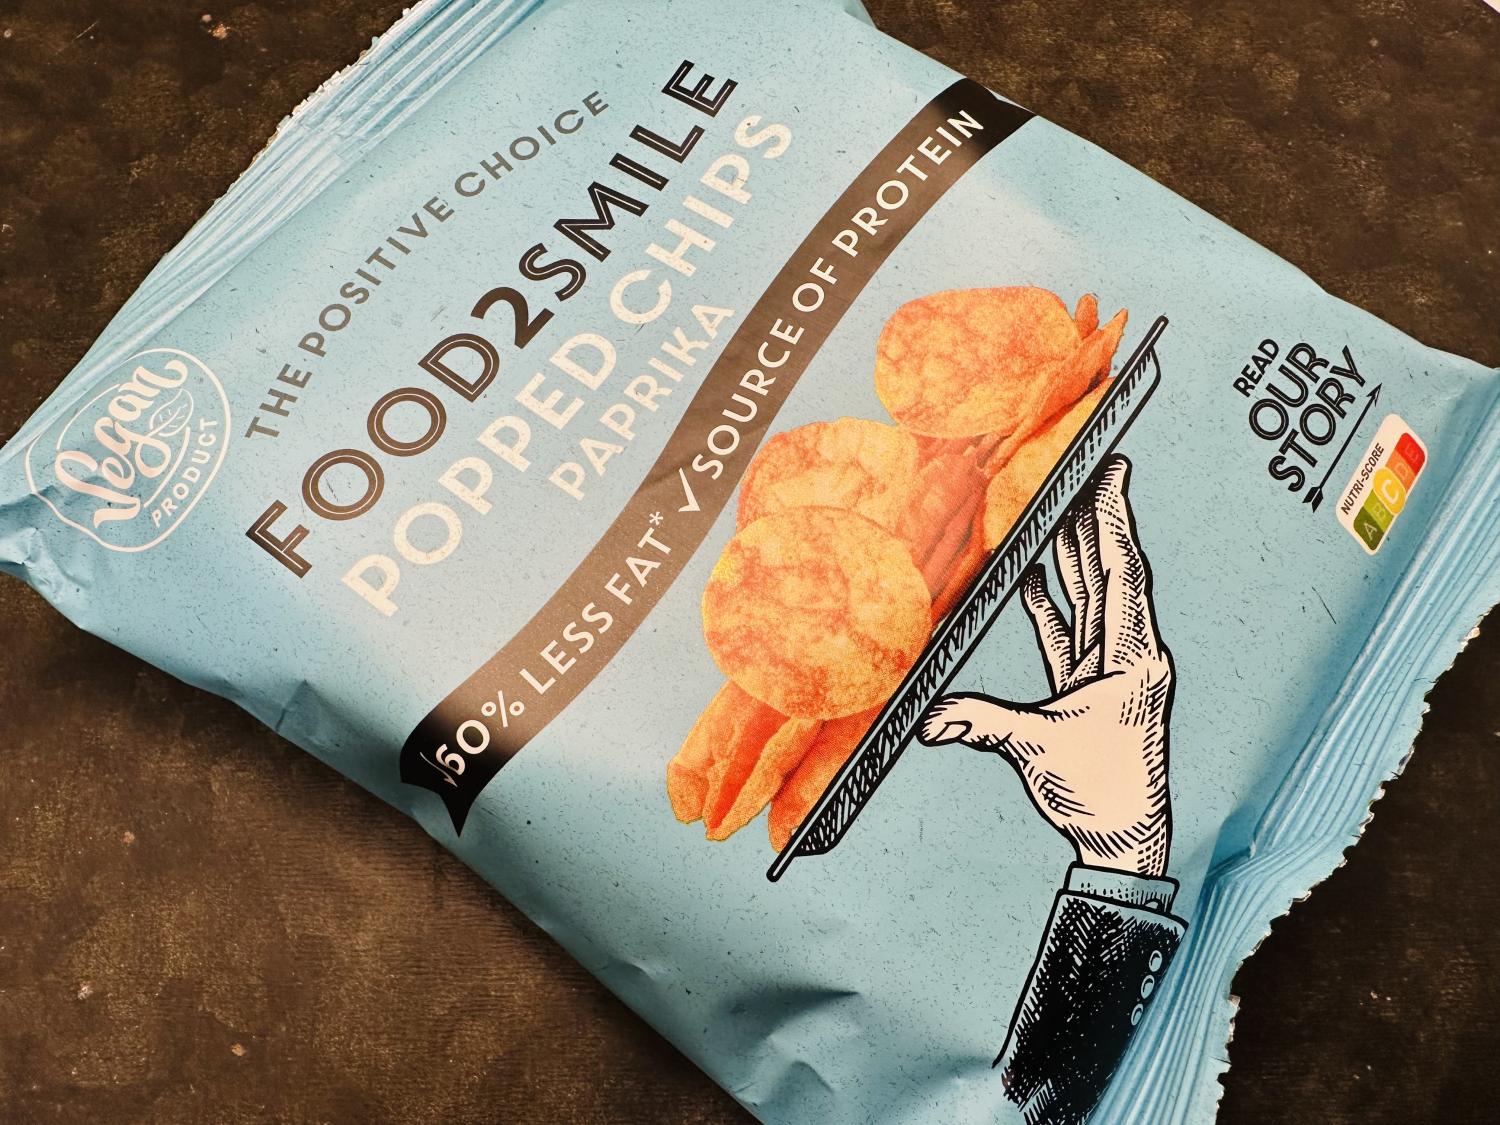 Vegan
PRODUCT
THE POSITIVE CHOICE
FOOD2SMILE
POPPED CHIPS
PAPRIKA
√60% LESS FAT* √SOURCE OF PROTEIN
READ
OUR
STORY
NUTRI-SCORE
A B C D E